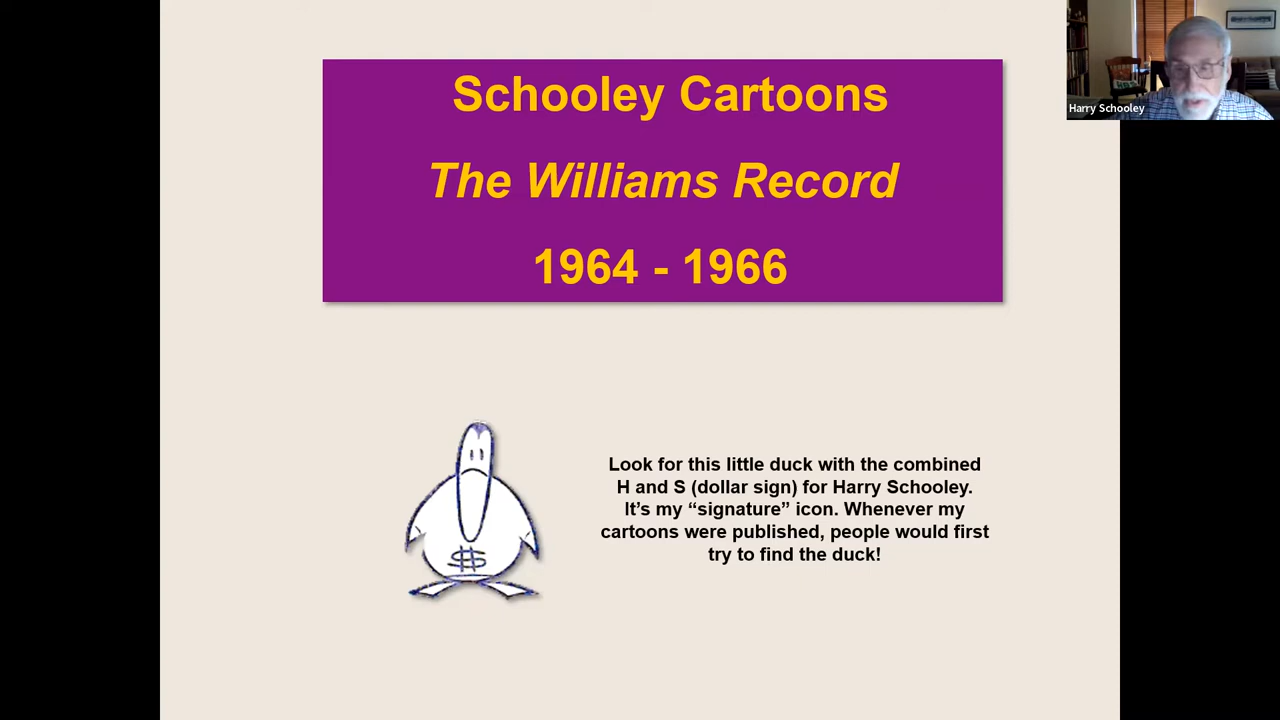 Schooley Cartoons
The Williams Record
1964 - 1966
Harry Schooley
Look for this little duck with the combined
H and S (dollar sign) for Harry Schooley.
It’s my “signature” icon. Whenever my
cartoons were published, people would first
try to find the duck!